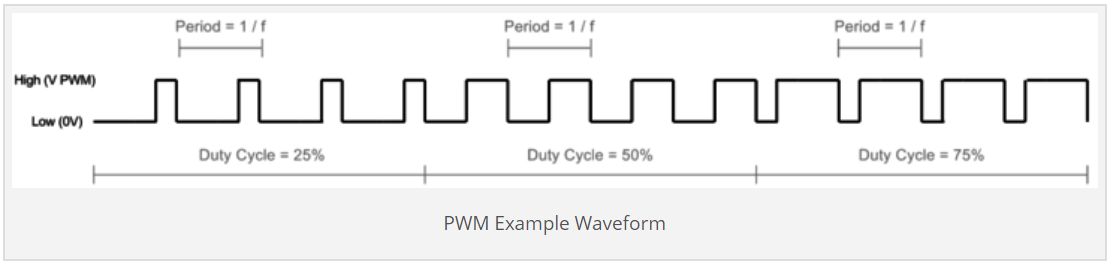 Period = 1 / f Period = 1 / f Period = 1 / f
High (V PWM)
Low (0V)
Duty Cycle = 25% Duty Cycle = 50% Duty Cycle = 75%
PWM Example Waveform